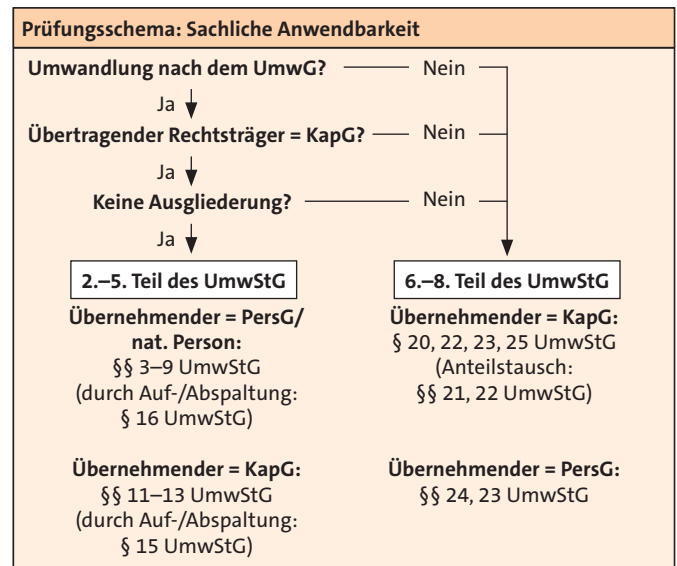 Prüfungsschema: Sachliche Anwendbarkeit
Umwandlung nach dem UmwG?
Nein
Ja
Übertragender Rechtsträger = KapG?
Nein
Ja
Keine Ausgliederung?
Nein
Ja
2.–5. Teil des UmwStG
Übernehmender = PersG/
nat. Person:
§§ 3–9 UmwStG
(durch Auf-/Abspaltung:
§ 16 UmwStG)
Übernehmender = KapG:
§§ 11–13 UmwStG
(durch Auf-/Abspaltung:
§ 15 UmwStG)
6.–8. Teil des UmwStG
Übernehmender = KapG:
§ 20, 22, 23, 25 UmwStG
(Anteilstausch:
§§ 21, 22 UmwStG)
Übernehmender = PersG:
§§ 24, 23 UmwStG